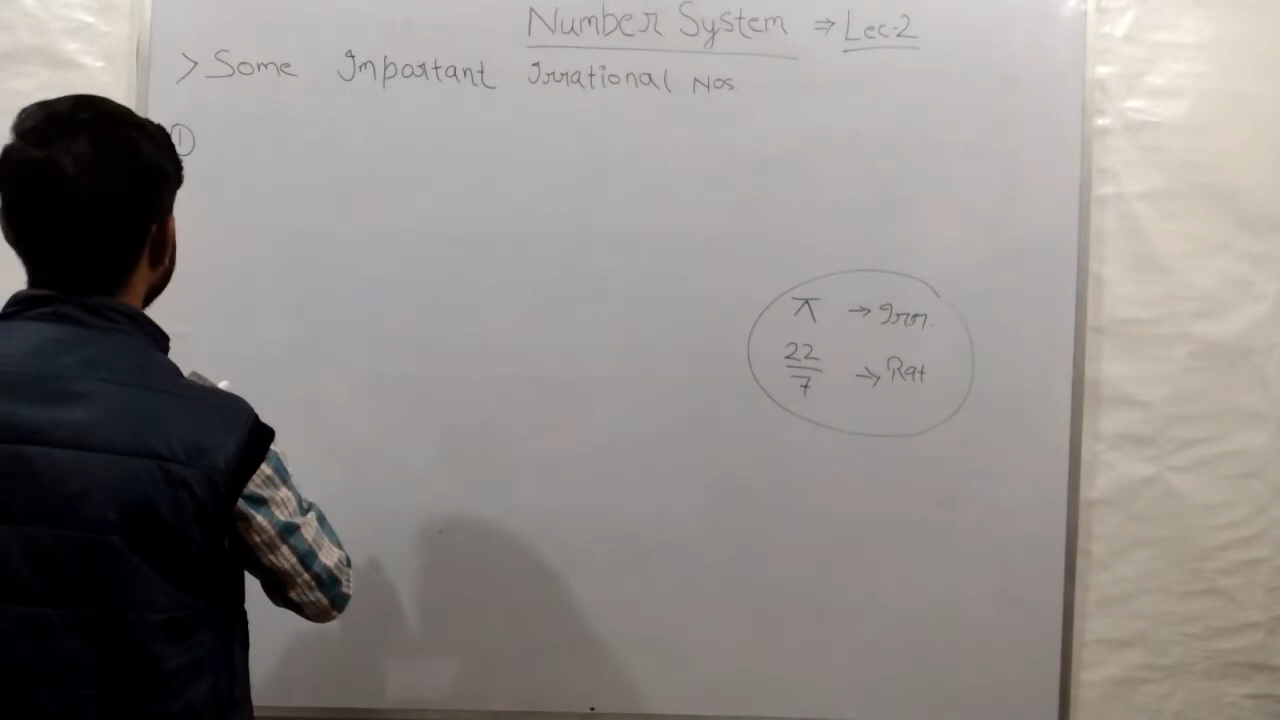 Number System ⇒ Lec-2
> Some Important Irrational Nos.
①
π → Irr.
22/7 → Rat